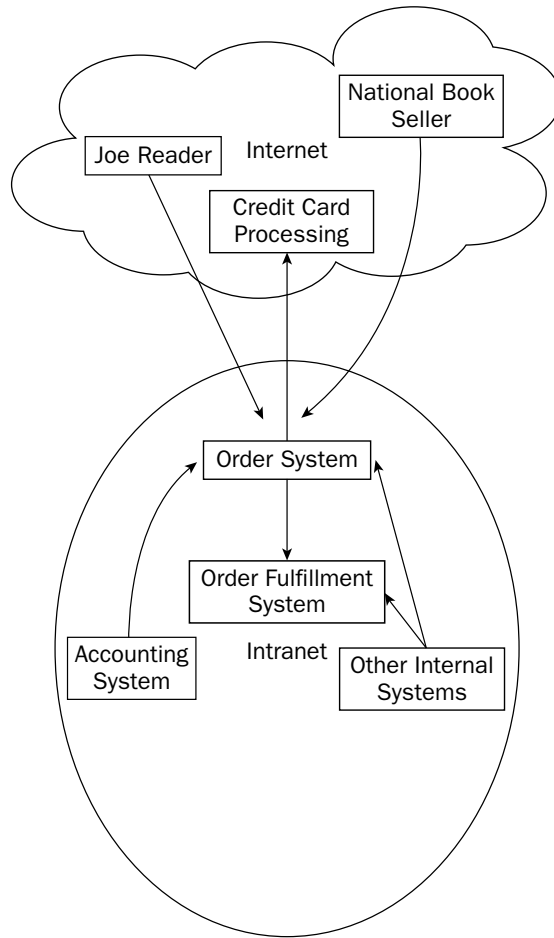 National Book
Seller
Joe Reader
Internet
Credit Card
Processing
Order System
Order Fulfillment
System
Accounting
System
Intranet
Other Internal
Systems